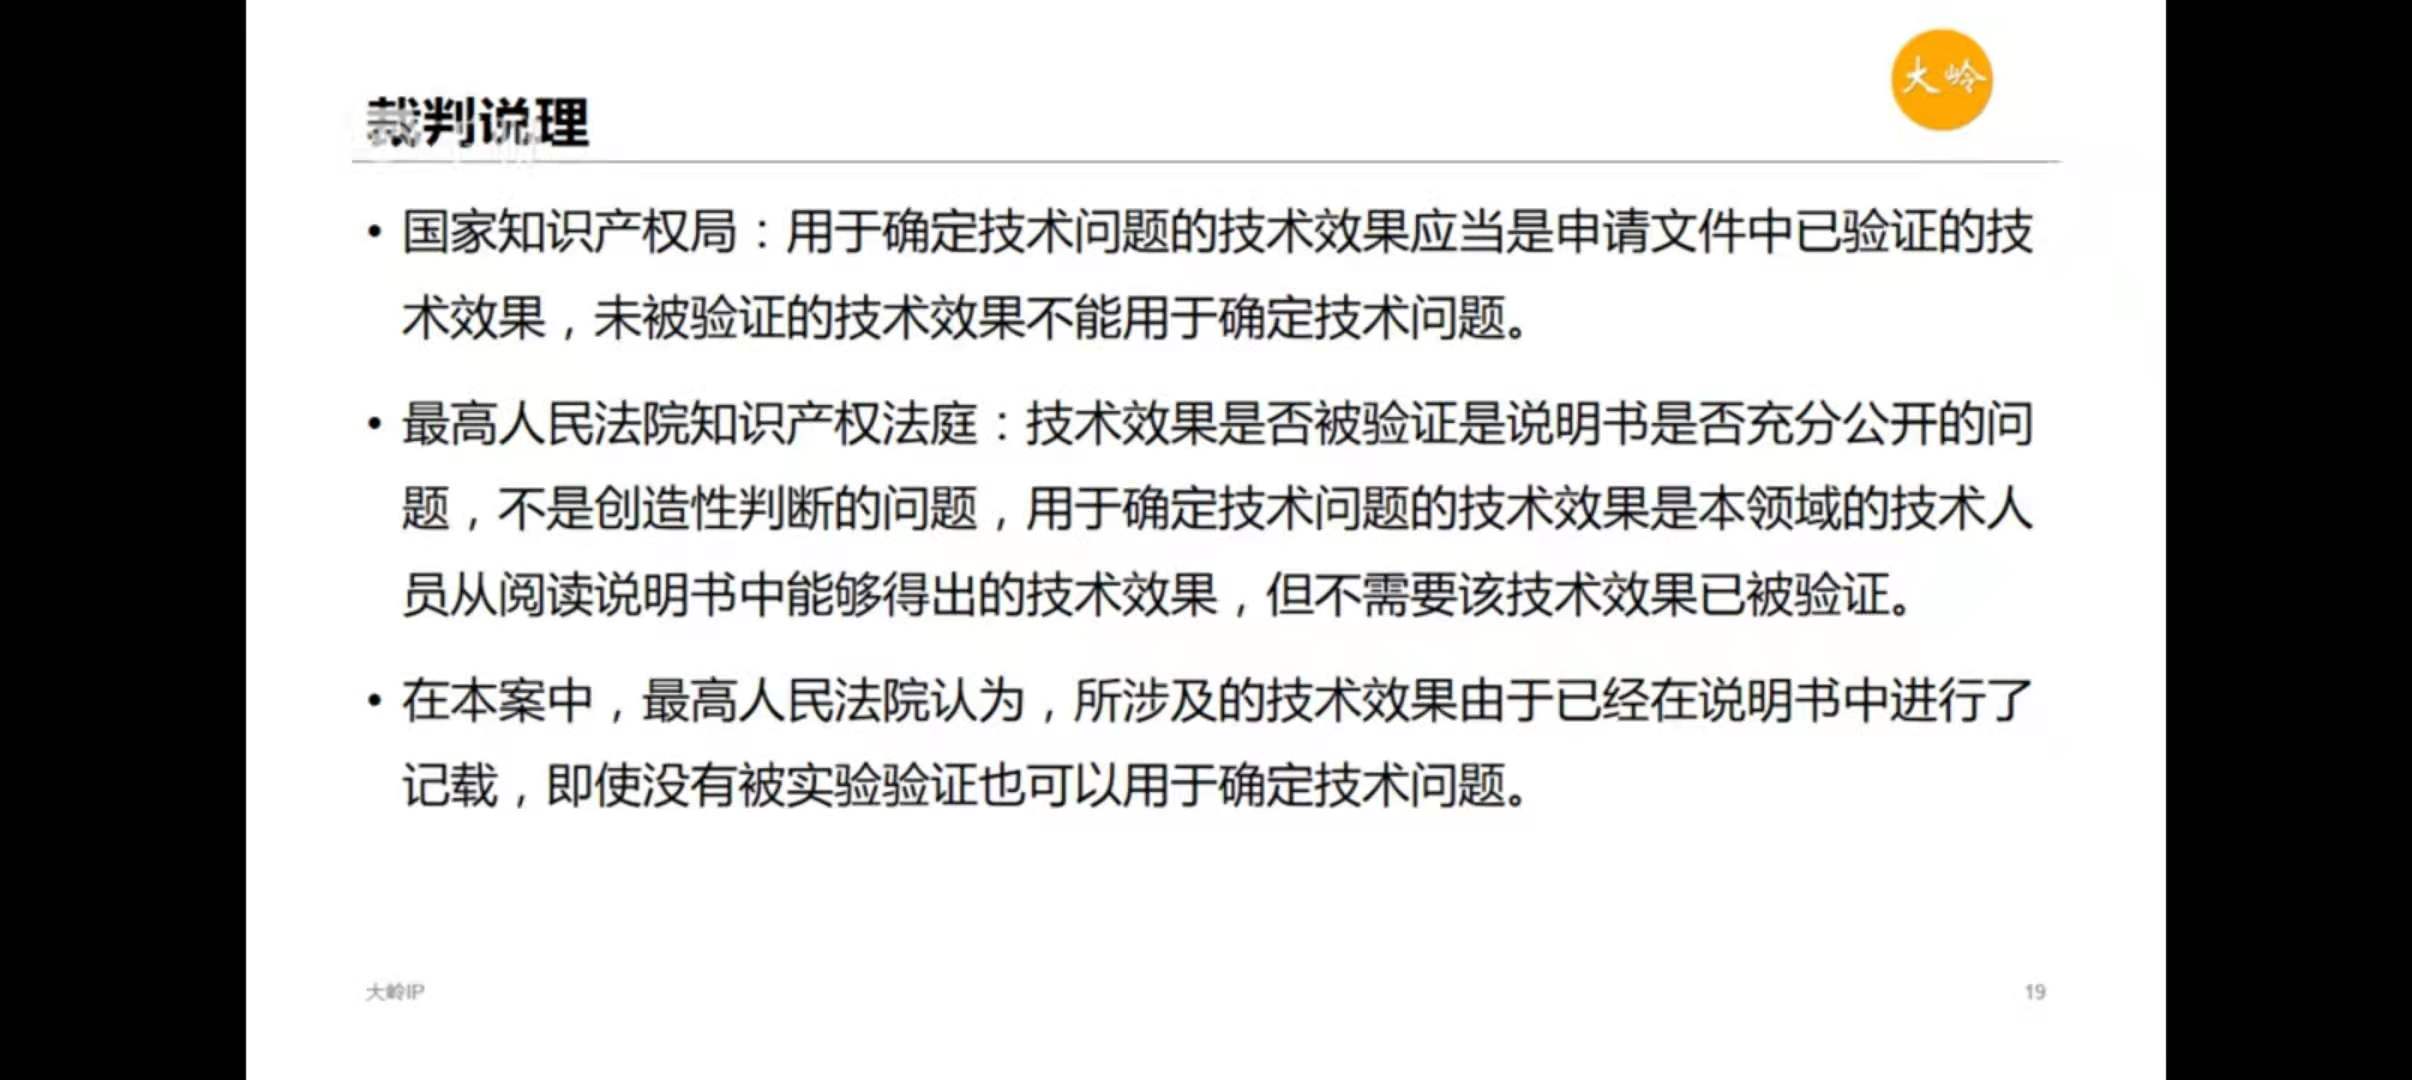 大岭
裁判说理
• 国家知识产权局：用于确定技术问题的技术效果应当是申请文件中已验证的技
术效果，未被验证的技术效果不能用于确定技术问题。
• 最高人民法院知识产权法庭：技术效果是否被验证是说明书是否充分公开的问
题，不是创造性判断的问题，用于确定技术问题的技术效果是本领域的技术人
员从阅读说明书中能够得出的技术效果，但不需要该技术效果已被验证。
• 在本案中，最高人民法院认为，所涉及的技术效果由于已经在说明书中进行了
记载，即使没有被实验验证也可以用于确定技术问题。
大岭IP
19